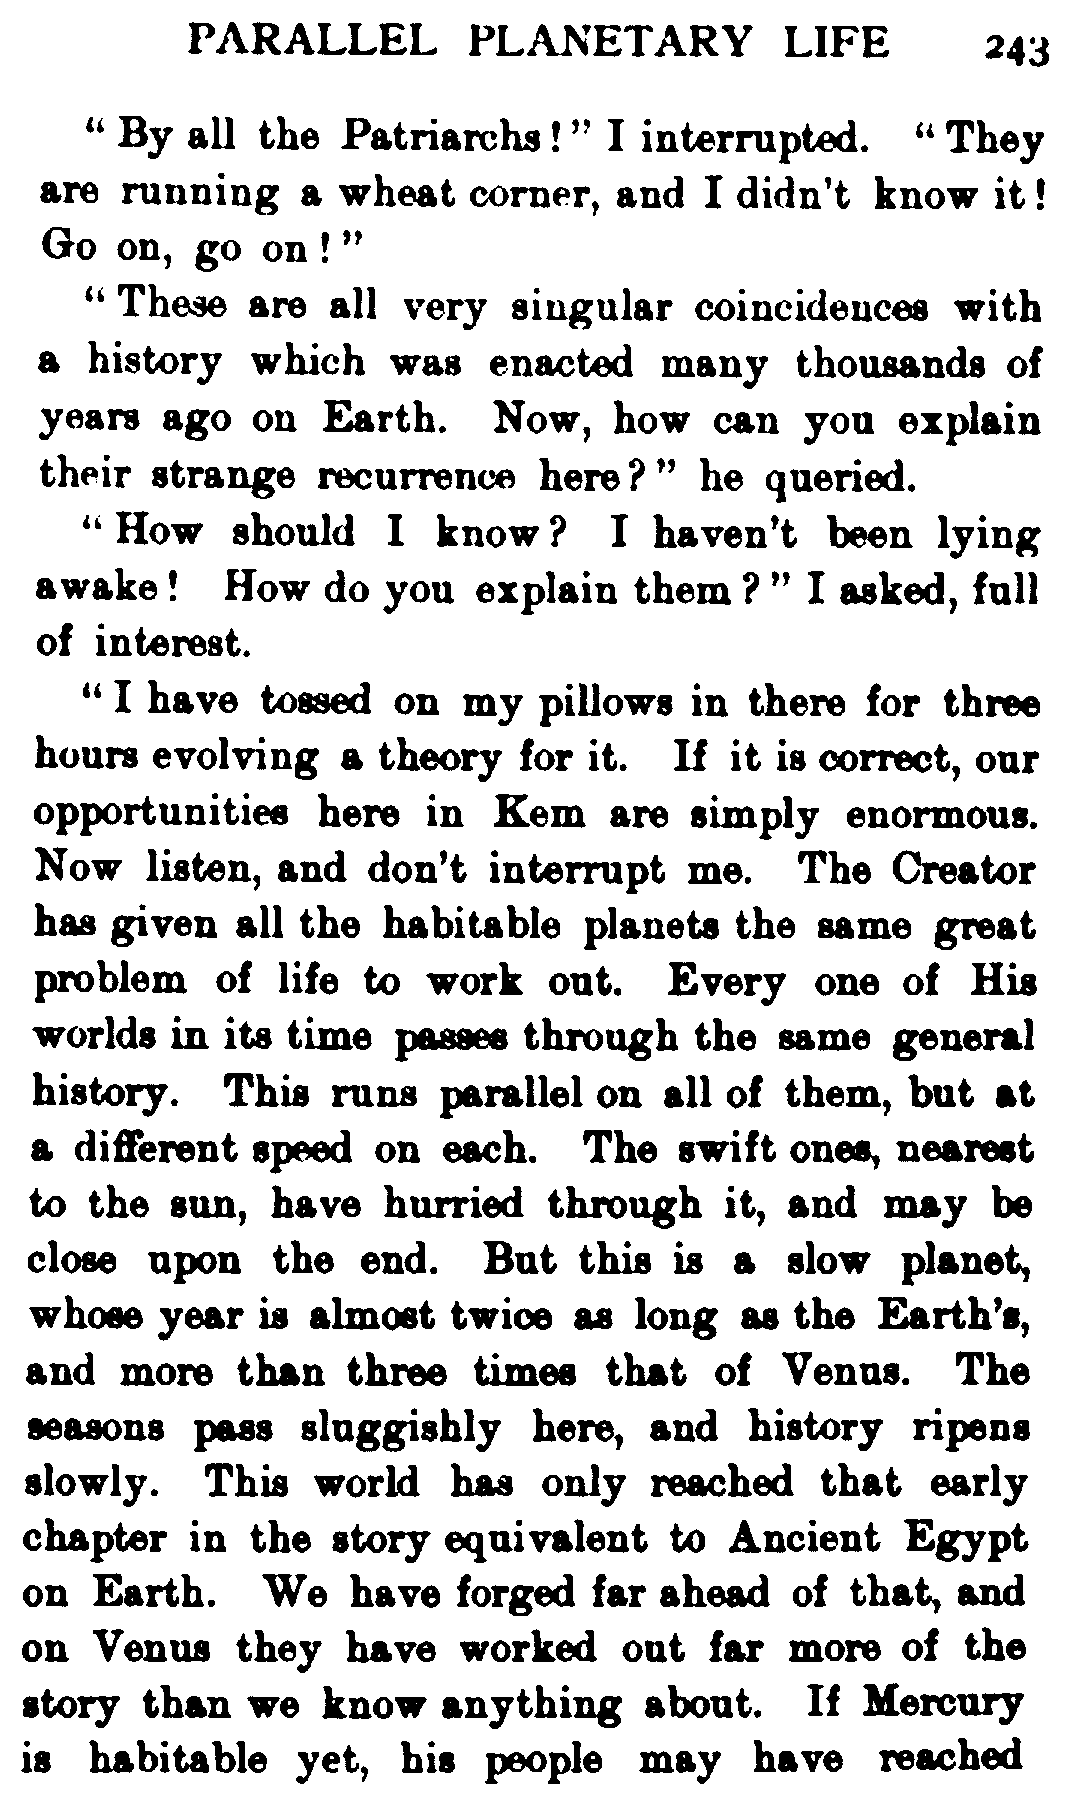 PARALLEL PLANETARY LIFE 243
“By all the Patriarchs!” I interrupted. “They
are running a wheat corner, and I didn't know it!
Go on, go on!”
“These are all very singular coincidences with
a history which was enacted many thousands of
years ago on Earth. Now, how can you explain
their strange recurrence here?” he queried.
“How should I know? I haven't been lying
awake! How do you explain them?” I asked, full
of interest.
“I have tossed on my pillows in there for three
hours evolving a theory for it. If it is correct, our
opportunities here in Kem are simply enormous.
Now listen, and don't interrupt me. The Creator
has given all the habitable planets the same great
problem of life to work out. Every one of His
worlds in its time passes through the same general
history. This runs parallel on all of them, but at
a different speed on each. The swift ones, nearest
to the sun, have hurried through it, and may be
close upon the end. But this is a slow planet,
whose year is almost twice as long as the Earth's,
and more than three times that of Venus. The
seasons pass sluggishly here, and history ripens
slowly. This world has only reached that early
chapter in the story equivalent to Ancient Egypt
on Earth. We have forged far ahead of that, and
on Venus they have worked out far more of the
story than we know anything about. If Mercury
is habitable yet, his people may have reached